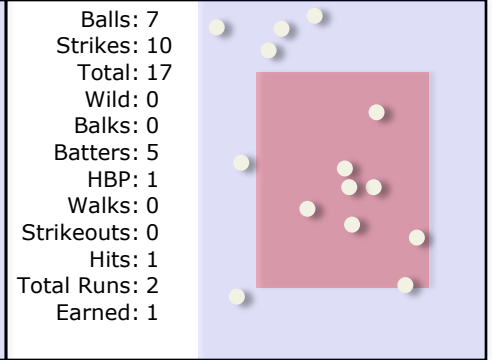 Balls: 7
Strikes: 10
Total: 17
Wild: 0
Balks: 0
Batters: 5
HBP: 1
Walks: 0
Strikeouts: 0
Hits: 1
Total Runs: 2
Earned: 1